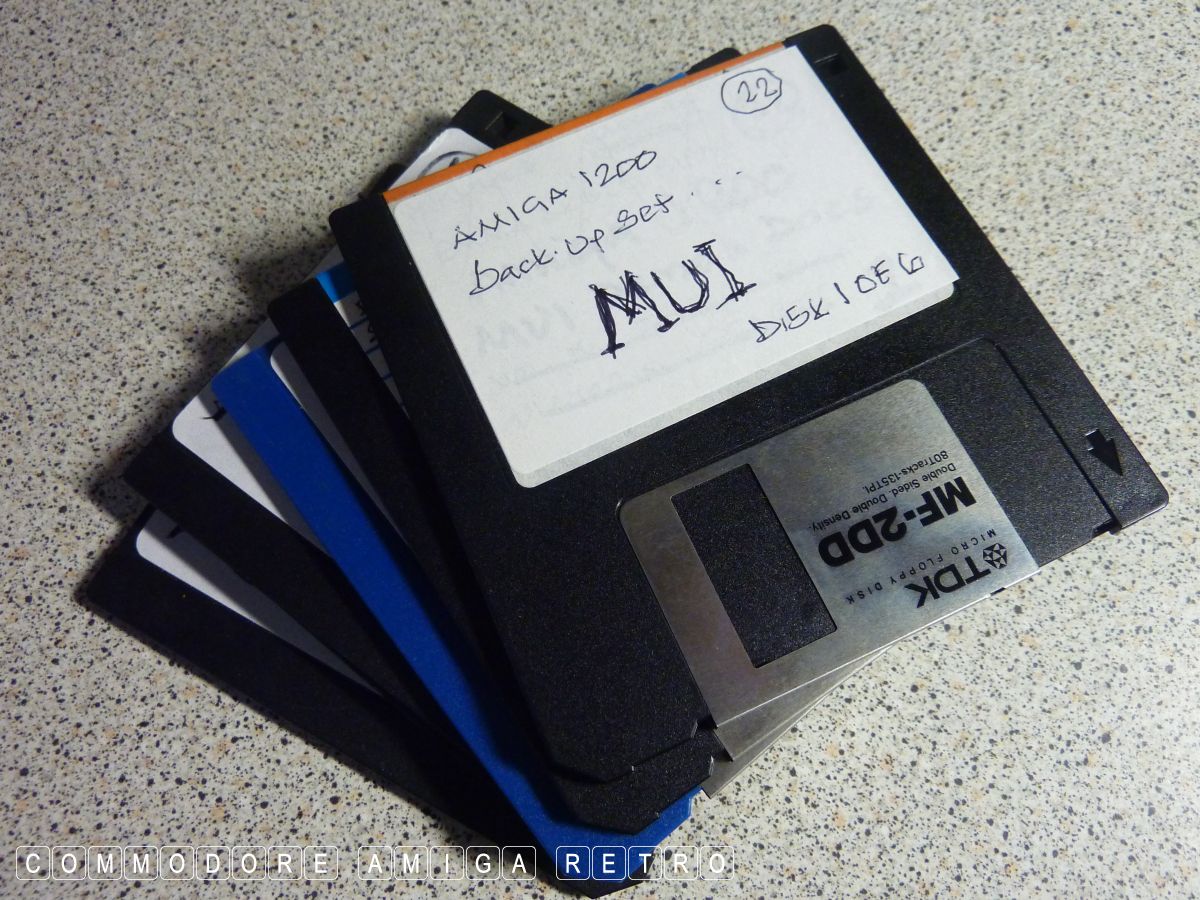 22
AMIGA 1200
back.up set....
MUI
DISK 1 OF 6
TDK
MICRO FLOPPY DISK
MF-2DD
Double Sided, Double Density.
80Tracks-135TPI.
COMMODORE AMIGA RETRO